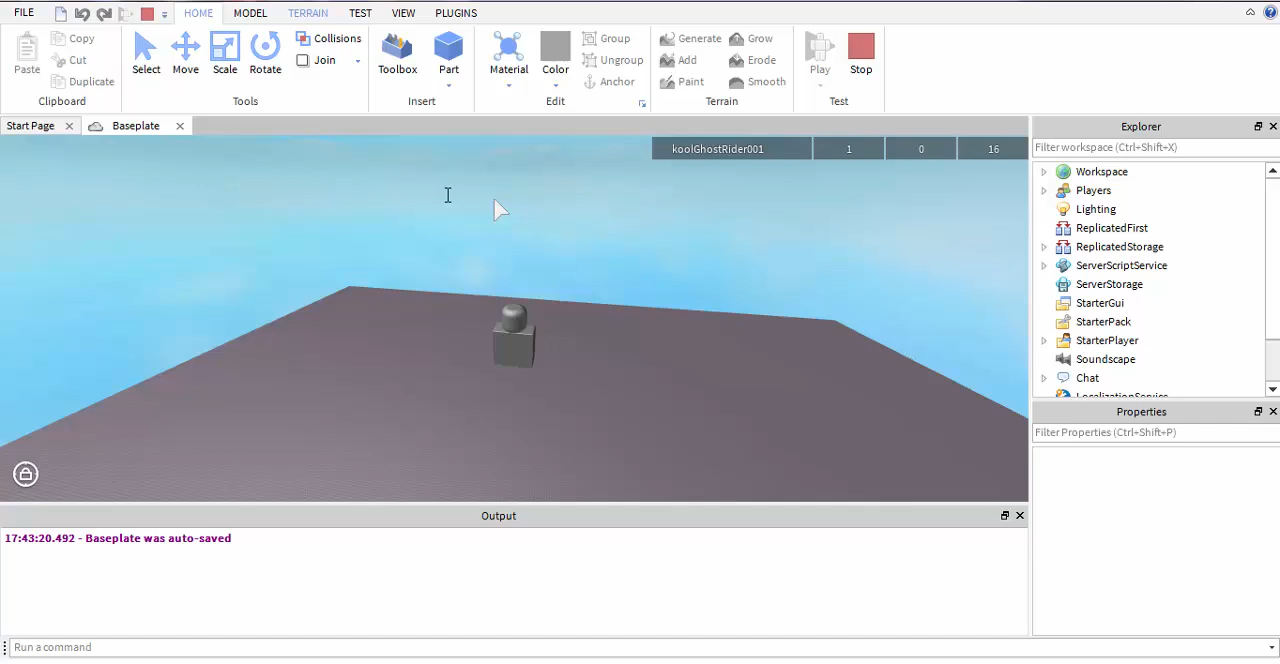 FILE HOME MODEL TERRAIN TEST VIEW PLUGINS
Paste
Copy
Cut
Duplicate
Clipboard
Select Move Scale Rotate
Collisions
Join
Tools
Toolbox Part
Insert
Material Color
Group
Ungroup
Anchor
Edit
Generate Grow
Add Erode
Paint Smooth
Terrain
Play Stop
Test
Start Page Baseplate
koolGhostRider001 1 0 16
Explorer
Filter workspace (Ctrl+Shift+X)
Workspace
Players
Lighting
ReplicatedFirst
ReplicatedStorage
ServerScriptService
ServerStorage
StarterGui
StarterPack
StarterPlayer
Soundscape
Chat
LocalizationService
Properties
Filter Properties (Ctrl+Shift+P)
Output
17:43:20.492 - Baseplate was auto-saved
Run a command